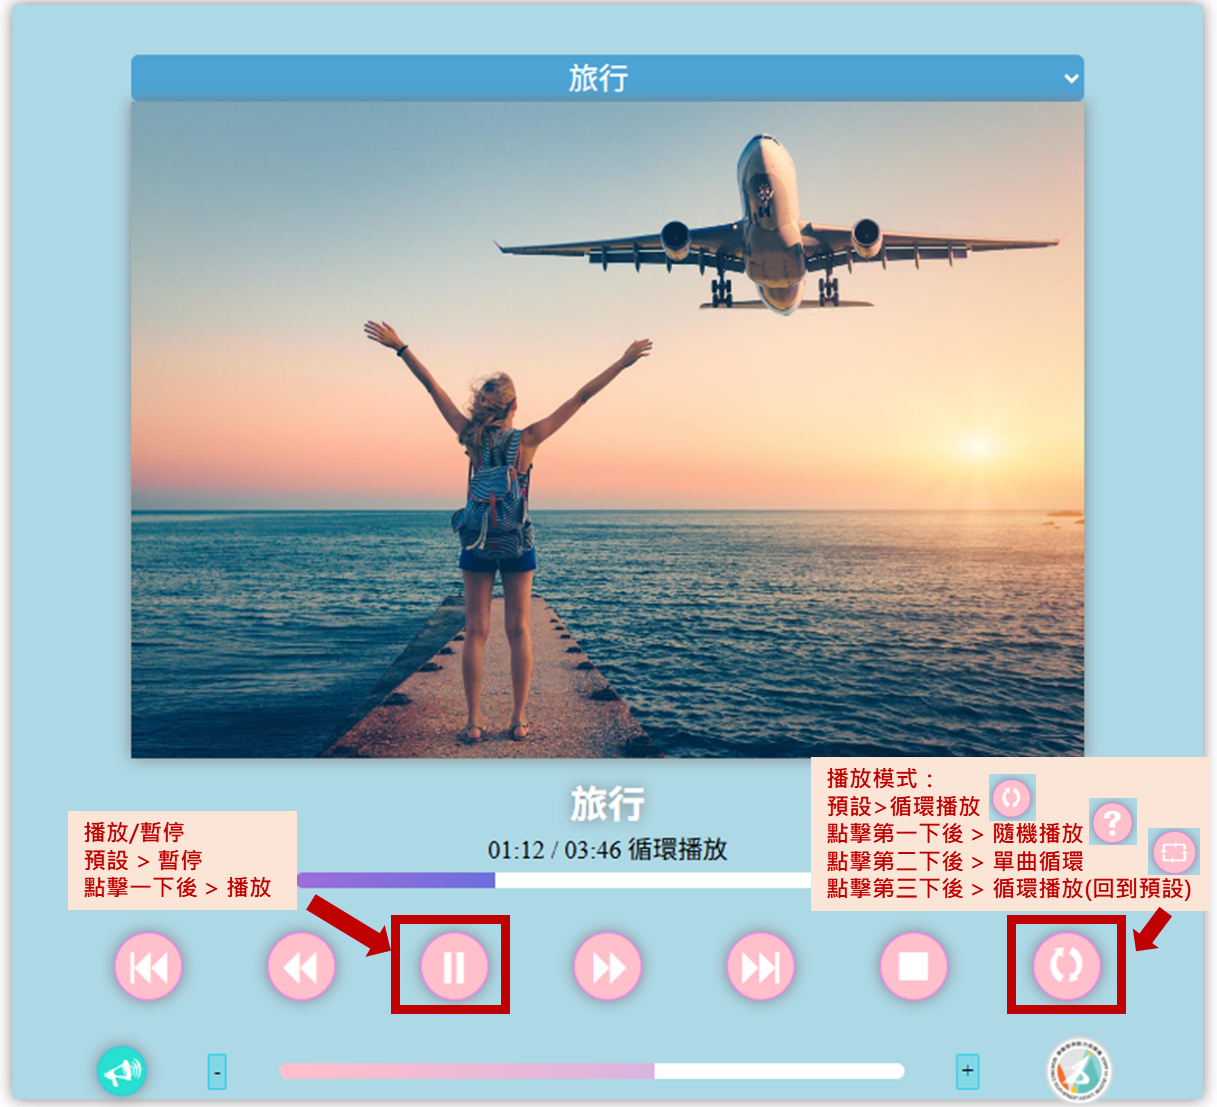 旅行
旅行
01:12 / 03:46 循環播放
播放/暫停
預設 > 暫停
點擊一下後 > 播放
播放模式：
預設>循環播放
點擊第一下後 > 隨機播放
?
點擊第二下後 > 單曲循環
點擊第三下後 > 循環播放(回到預設)
-
+